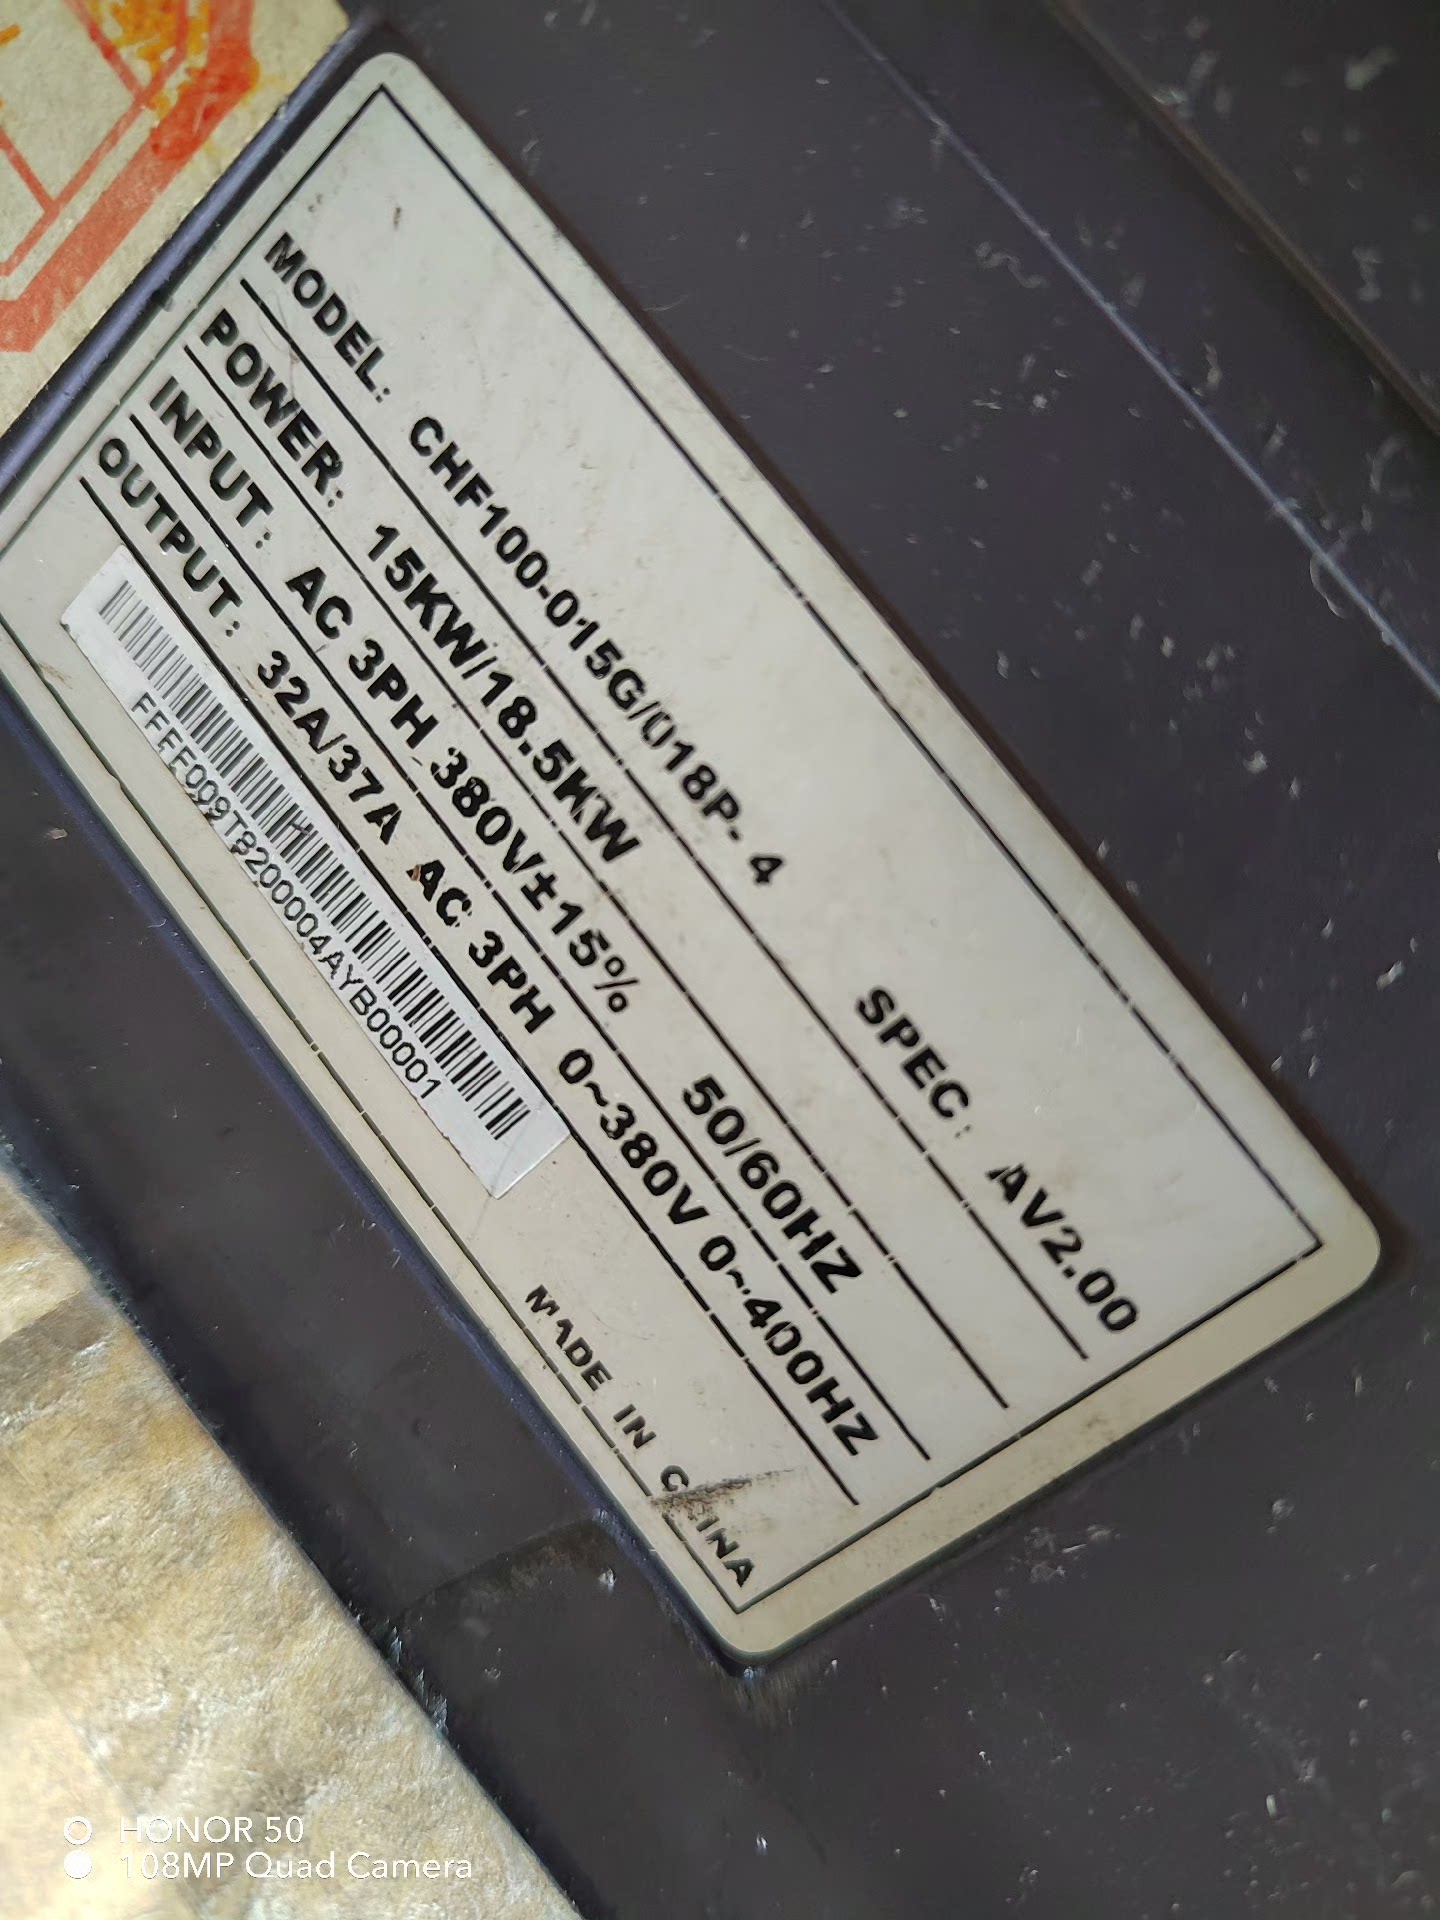 MODEL: CHF100-015G/018P-4 SPEC: AV2.00
POWER: 15KW/18.5KW
INPUT: AC 3PH 380V±15% 50/60HZ
OUTPUT: 32A/37A AC 3PH 0~380V 0~400HZ
FFFF009T8200004AYB00001
MADE IN CHINA
HONOR 50
108MP Quad Camera